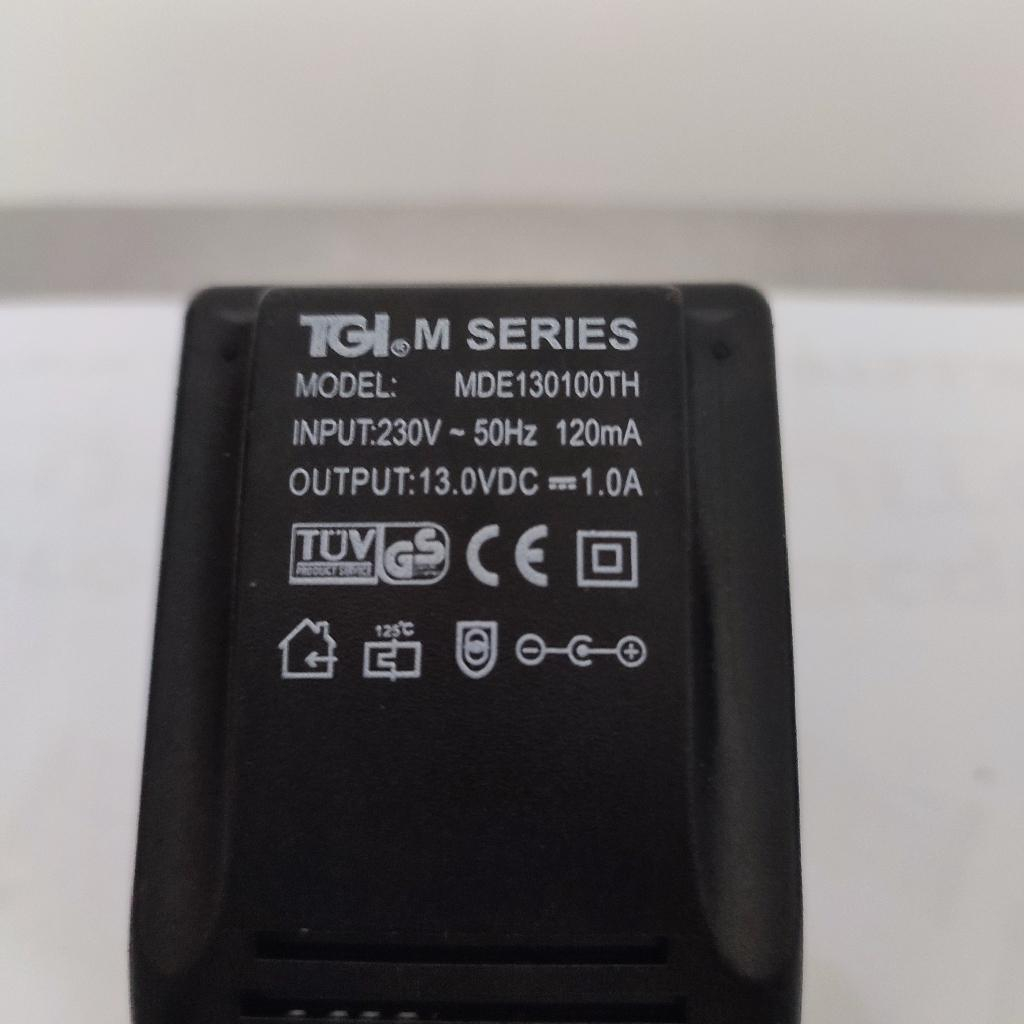 TGI® M SERIES
MODEL: MDE130100TH
INPUT:230V ~ 50Hz 120mA
OUTPUT:13.0VDC ⎓1.0A
TÜV PRODUCT SERVICE GS CE
125℃